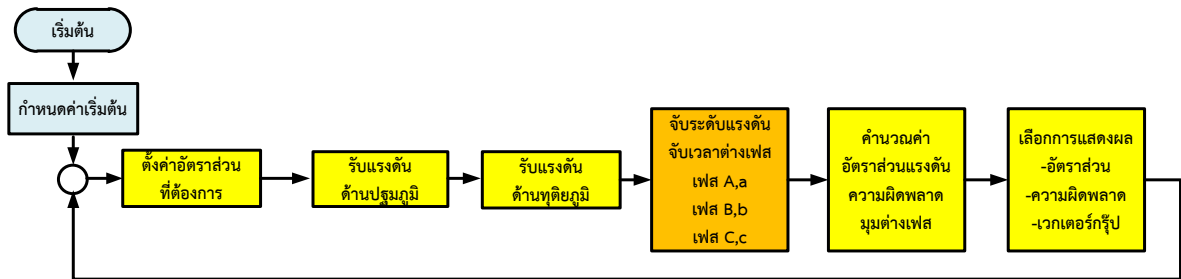 เริ่มต้น
กำหนดค่าเริ่มต้น
ตั้งค่าอัตราส่วน
ที่ต้องการ
รับแรงดัน
ด้านปฐมภูมิ
รับแรงดัน
ด้านทุติยภูมิ
จับระดับแรงดัน
จับเวลาต่างเฟส
เฟส A,a
เฟส B,b
เฟส C,c
คำนวณค่า
อัตราส่วนแรงดัน
ความผิดพลาด
มุมต่างเฟส
เลือกการแสดงผล
-อัตราส่วน
-ความผิดพลาด
-เวกเตอร์กรุ๊ป